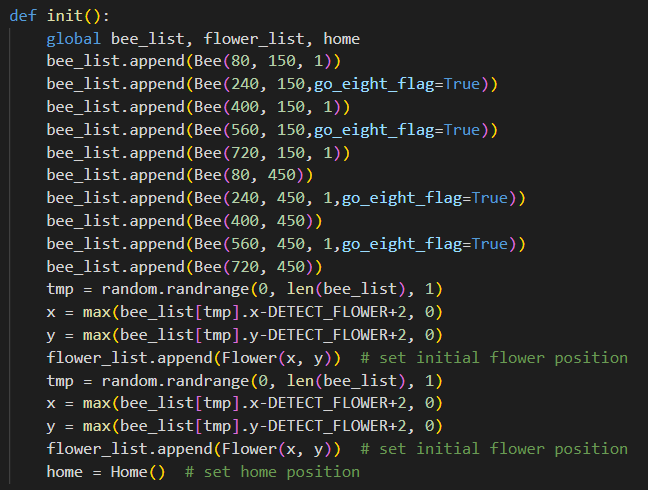 def init():
    global bee_list, flower_list, home
    bee_list.append(Bee(80, 150, 1))
    bee_list.append(Bee(240, 150,go_eight_flag=True))
    bee_list.append(Bee(400, 150, 1))
    bee_list.append(Bee(560, 150,go_eight_flag=True))
    bee_list.append(Bee(720, 150, 1))
    bee_list.append(Bee(80, 450))
    bee_list.append(Bee(240, 450, 1,go_eight_flag=True))
    bee_list.append(Bee(400, 450))
    bee_list.append(Bee(560, 450, 1,go_eight_flag=True))
    bee_list.append(Bee(720, 450))
    tmp = random.randrange(0, len(bee_list), 1)
    x = max(bee_list[tmp].x-DETECT_FLOWER+2, 0)
    y = max(bee_list[tmp].y-DETECT_FLOWER+2, 0)
    flower_list.append(Flower(x, y))  # set initial flower position
    tmp = random.randrange(0, len(bee_list), 1)
    x = max(bee_list[tmp].x-DETECT_FLOWER+2, 0)
    y = max(bee_list[tmp].y-DETECT_FLOWER+2, 0)
    flower_list.append(Flower(x, y))  # set initial flower position
    home = Home()  # set home position